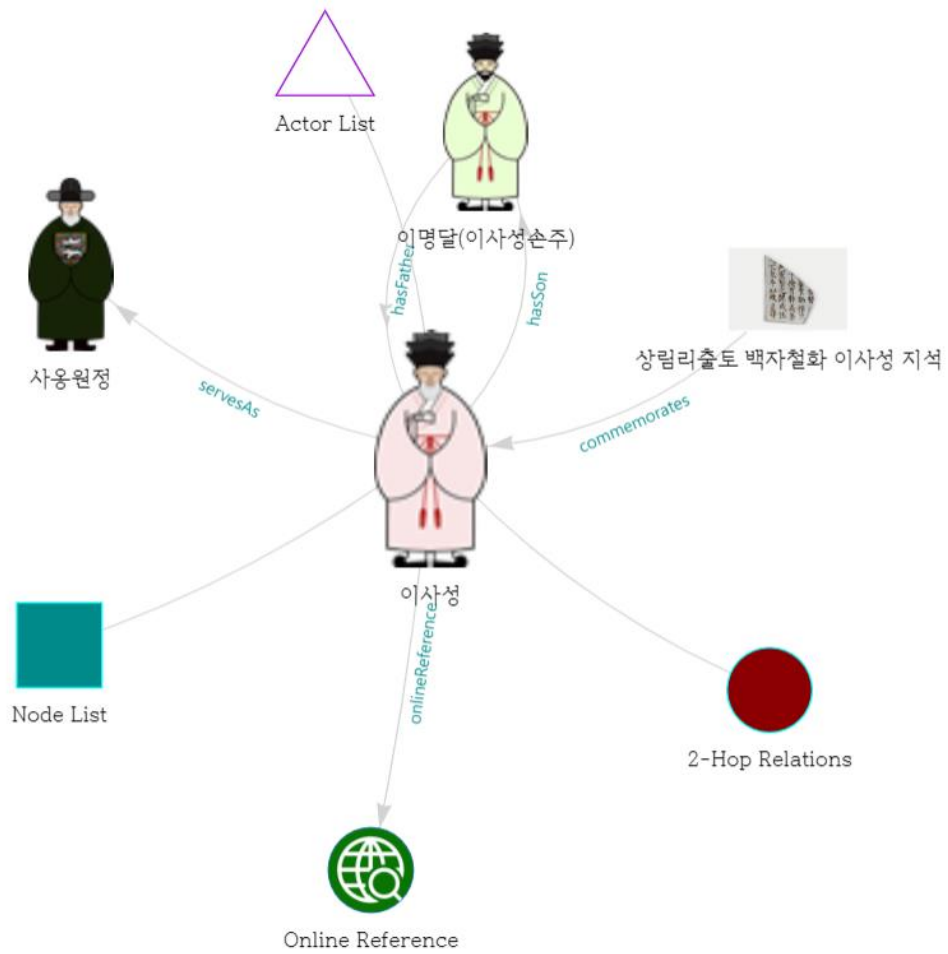 Actor List
이명달(이사성손주)
hasFather
hasSon
상림리출토 백자철화 이사성 지석
사옹원정
servesAs
commemorates
이사성
onlineReference
Node List
2-Hop Relations
Online Reference